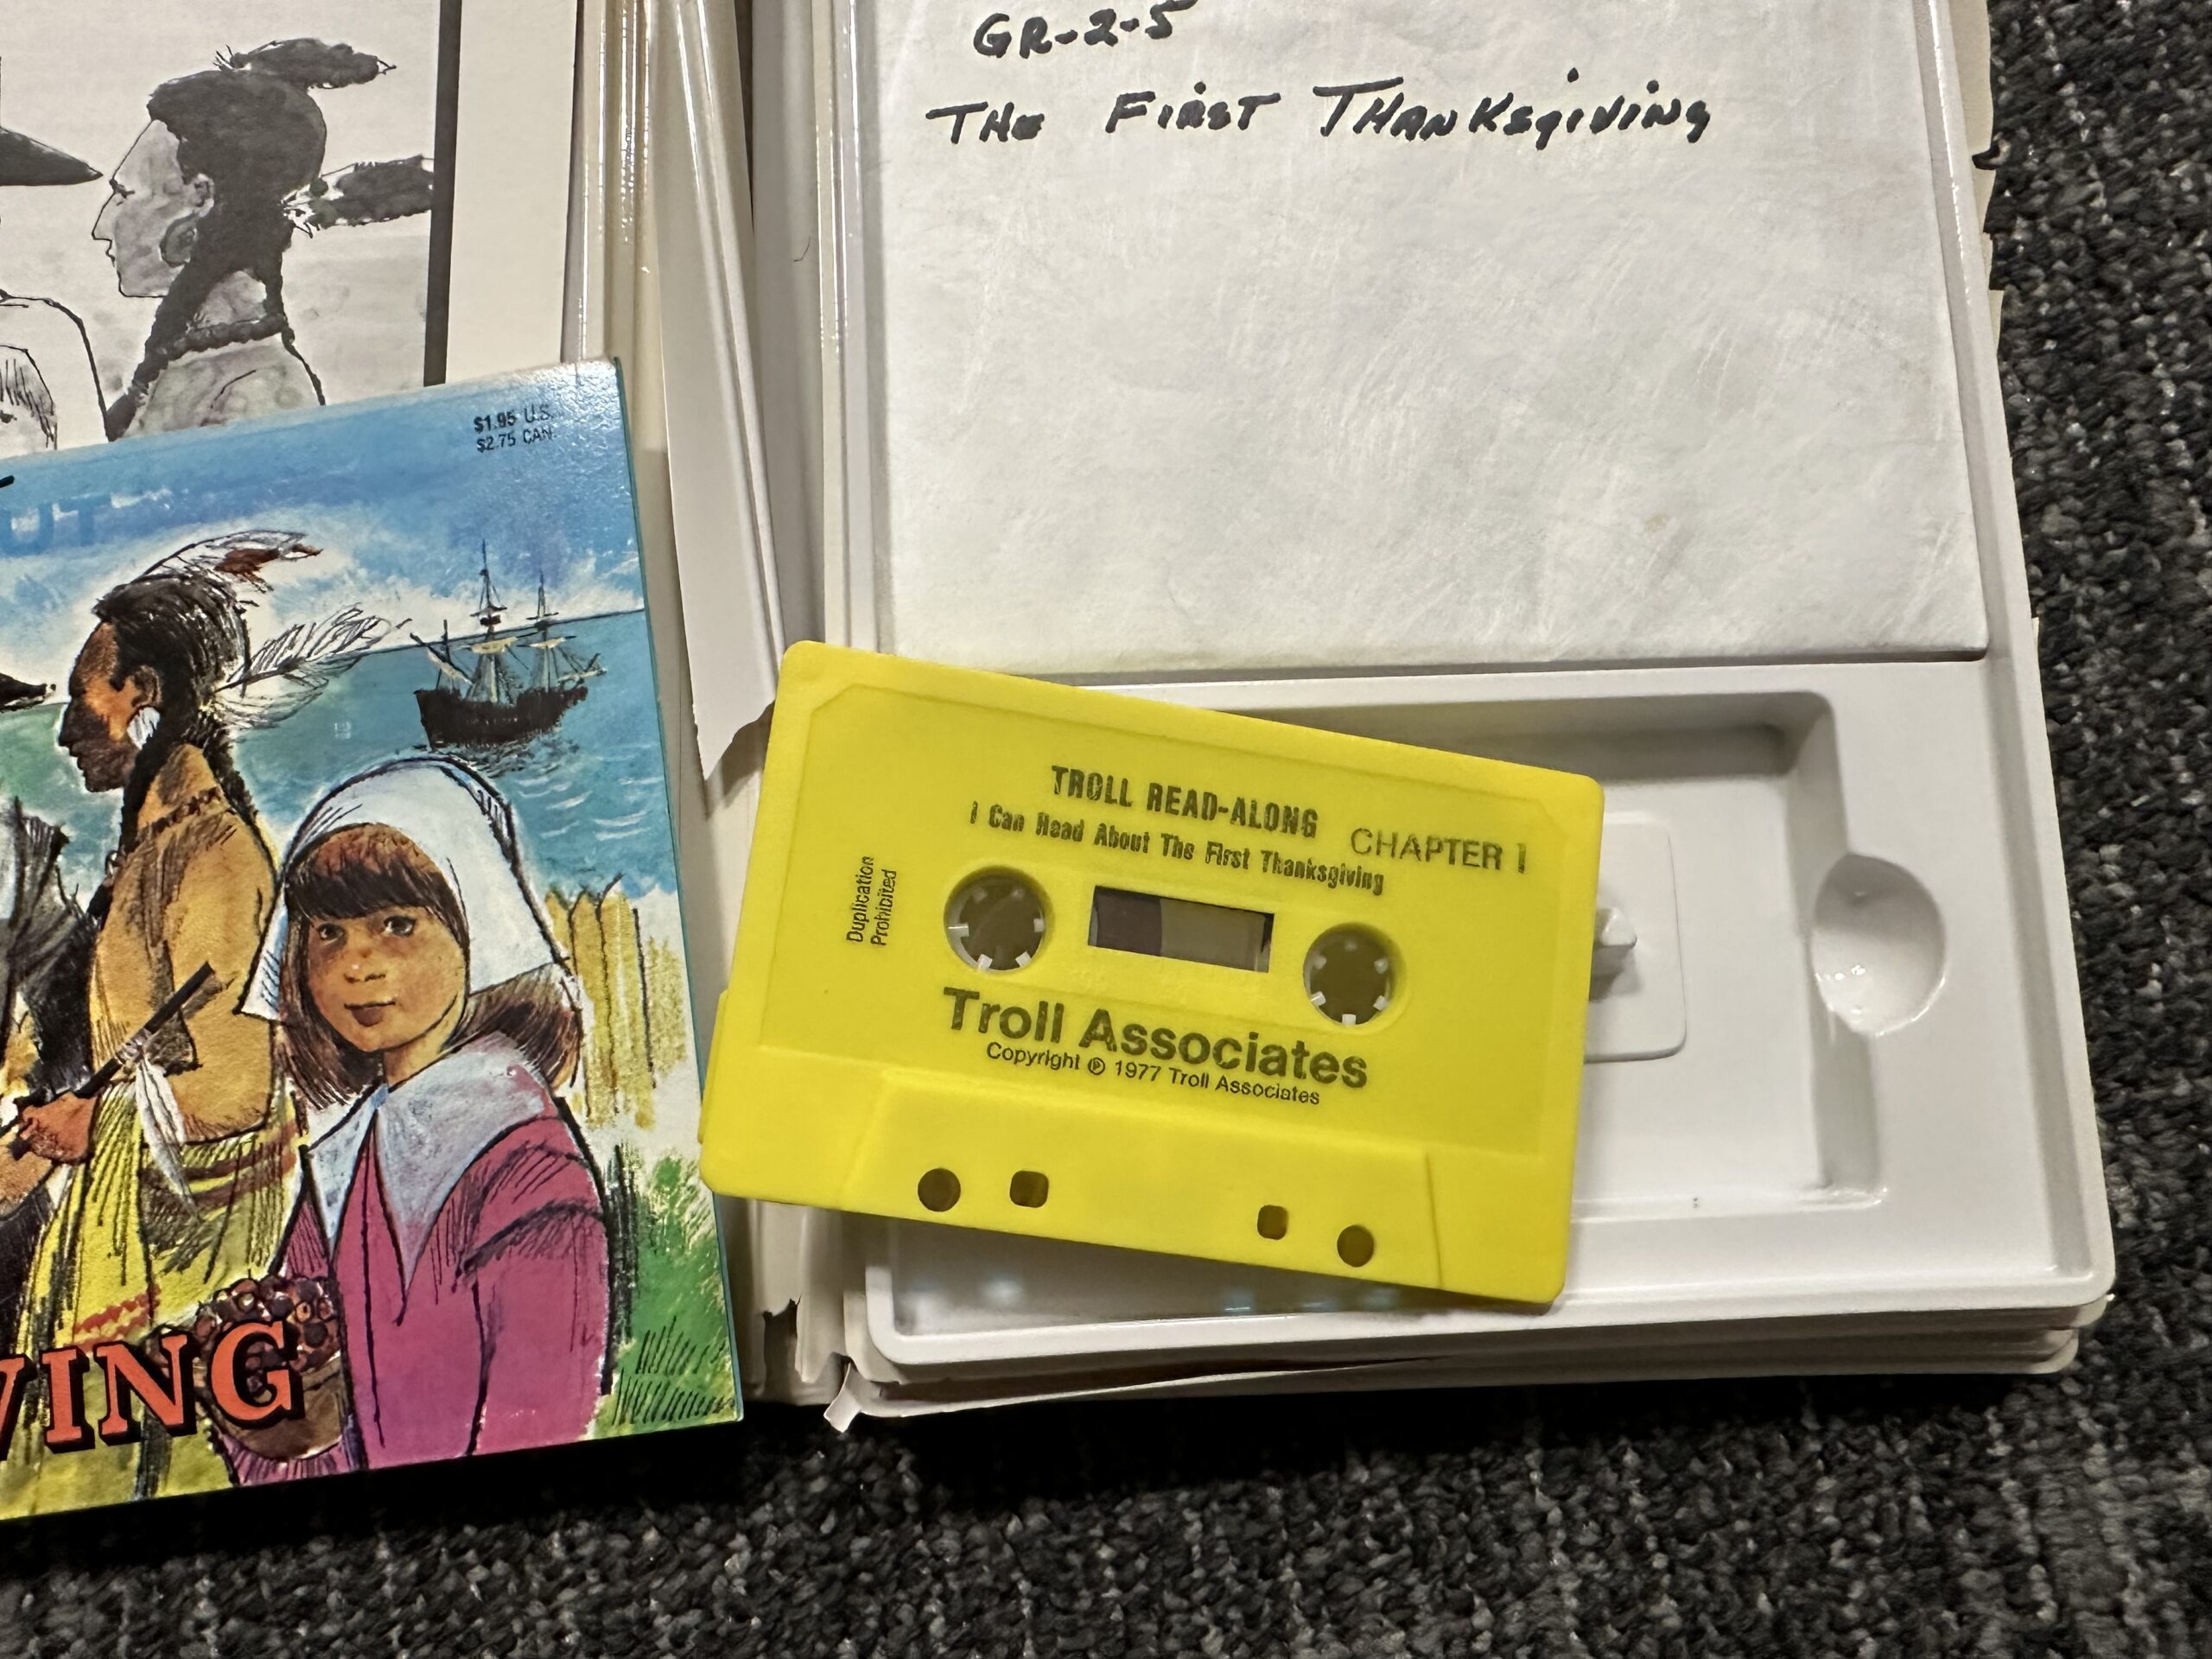 GR-2-5
The First Thanksgiving
$1.95 U.S.
$2.75 CAN.
VING
TROLL READ-ALONG
I Can Read About The First Thanksgiving
CHAPTER 1
Duplication
Prohibited
Troll Associates
Copyright ℗ 1977 Troll Associates